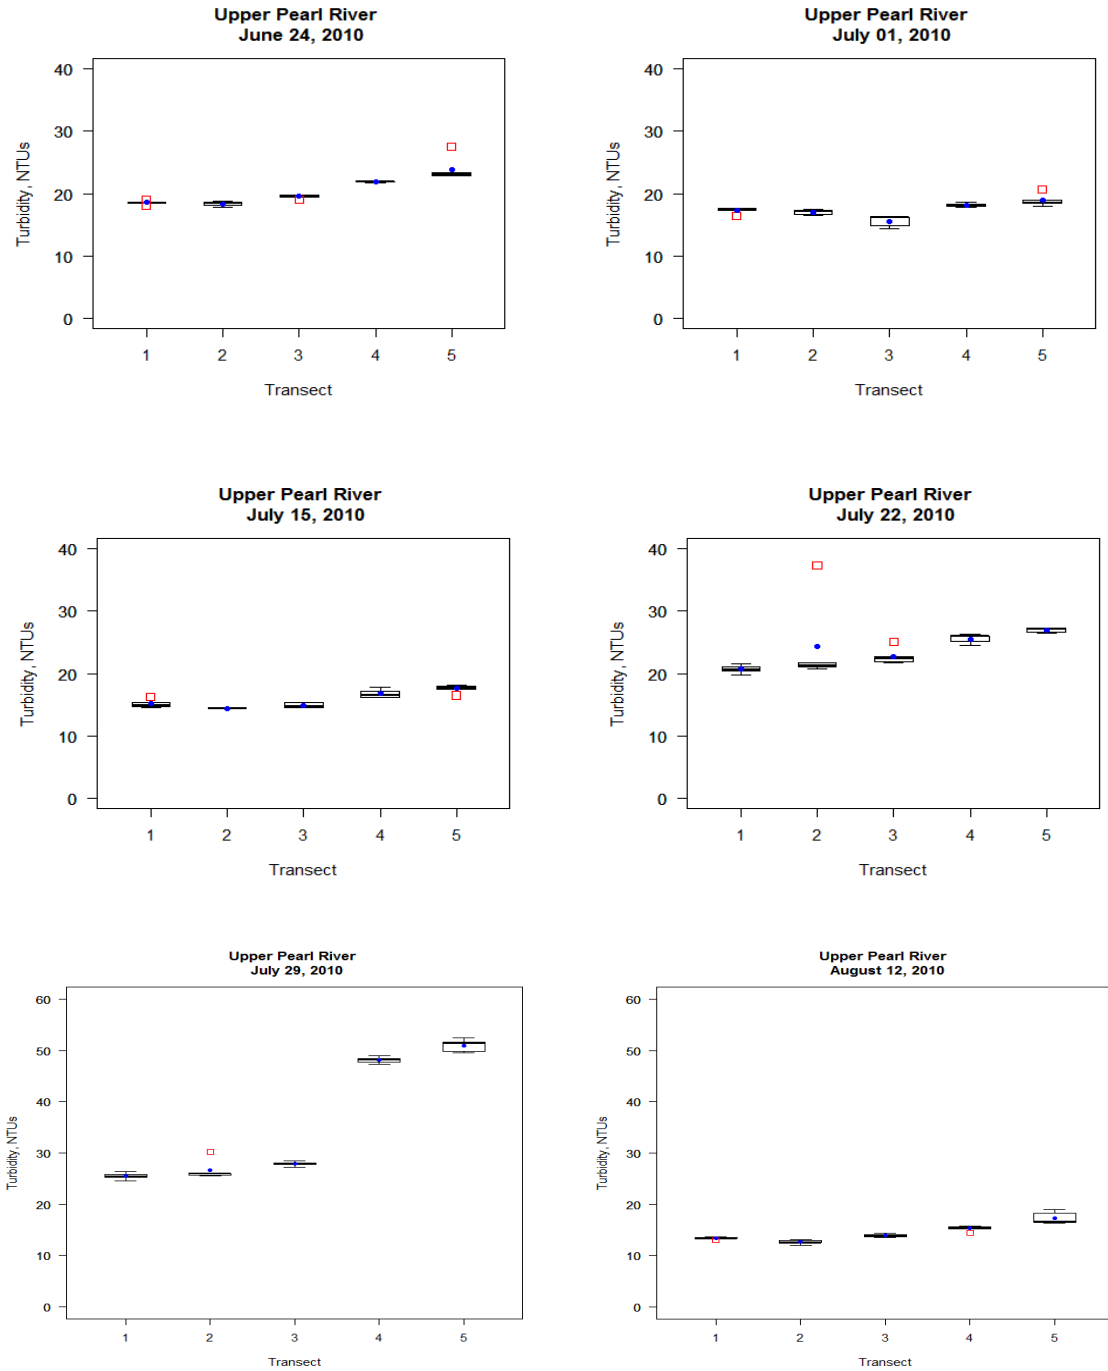 Upper Pearl River
June 24, 2010
Turbidity, NTUs
40
30
20
10
0
1 2 3 4 5
Transect
Upper Pearl River
July 01, 2010
Turbidity, NTUs
40
30
20
10
0
1 2 3 4 5
Transect
Upper Pearl River
July 15, 2010
Turbidity, NTUs
40
30
20
10
0
1 2 3 4 5
Transect
Upper Pearl River
July 22, 2010
Turbidity, NTUs
40
30
20
10
0
1 2 3 4 5
Transect
Upper Pearl River
July 29, 2010
Turbidity, NTUs
60
50
40
30
20
10
0
1 2 3 4 5
Transect
Upper Pearl River
August 12, 2010
Turbidity, NTUs
60
50
40
30
20
10
0
1 2 3 4 5
Transect